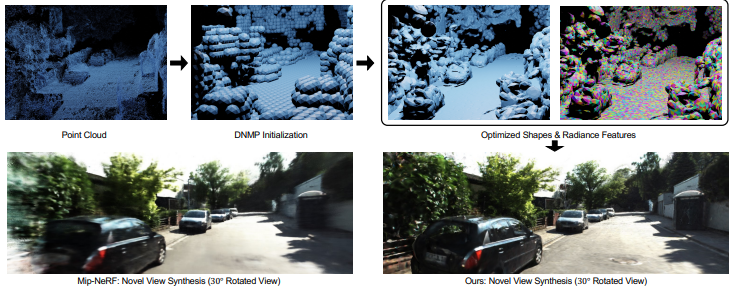 Point Cloud
DNMP Initialization
Optimized Shapes & Radiance Features
Mip-NeRF: Novel View Synthesis (30° Rotated View)
Ours: Novel View Synthesis (30° Rotated View)